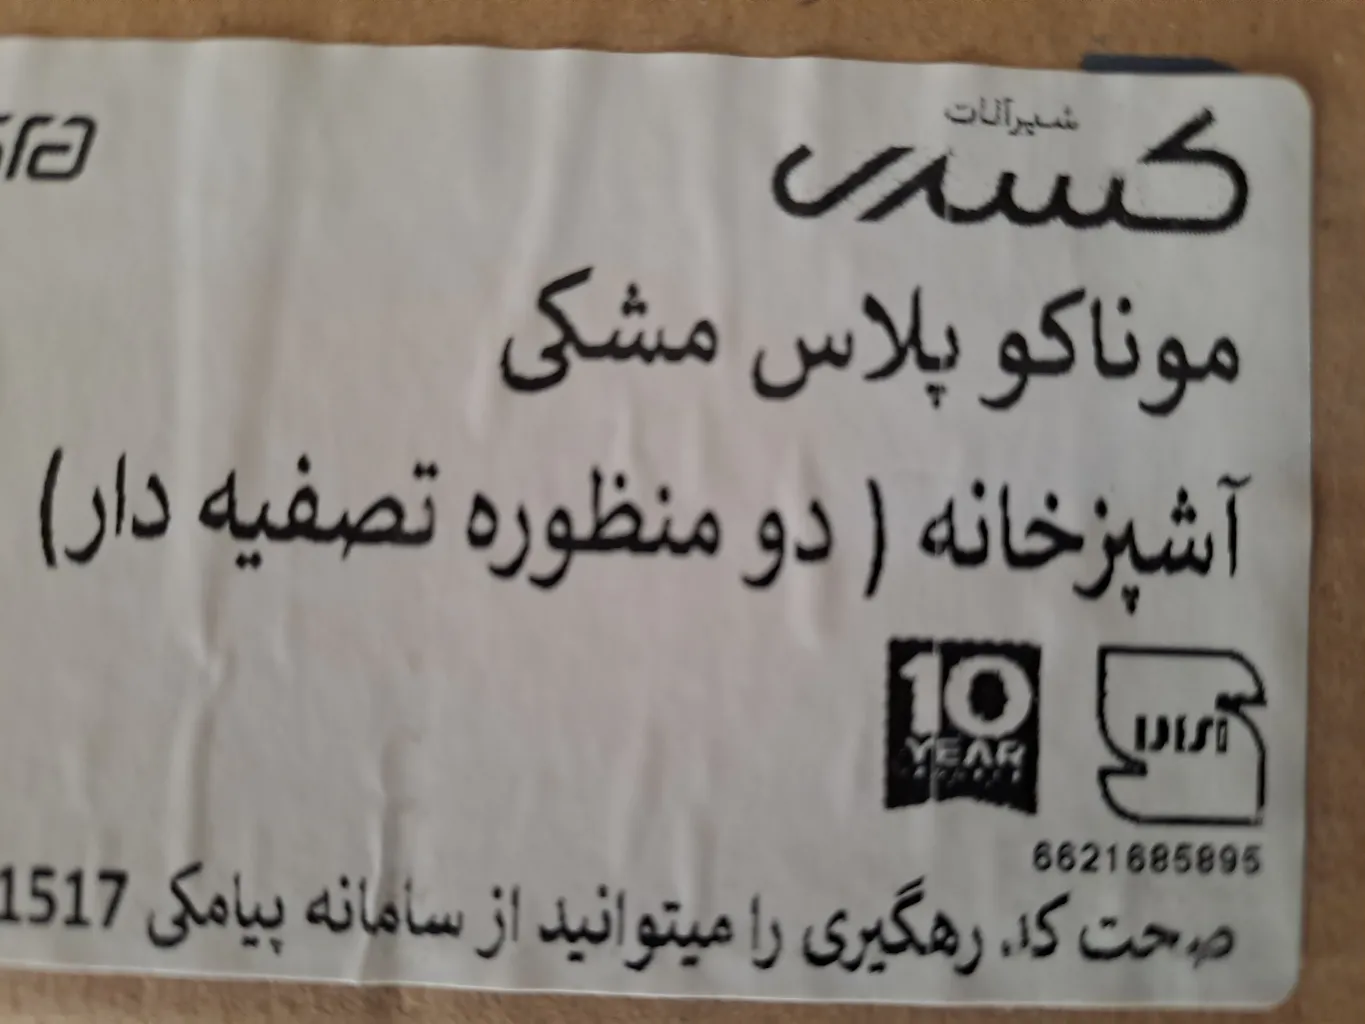 شیرآلات
کسری
موناکو پلاس مشکی
آشپزخانه ( دو منظوره تصفیه دار)
10
YEAR
6621685895
صحت کد رهگیری را میتوانید از سامانه پیامکی 1517